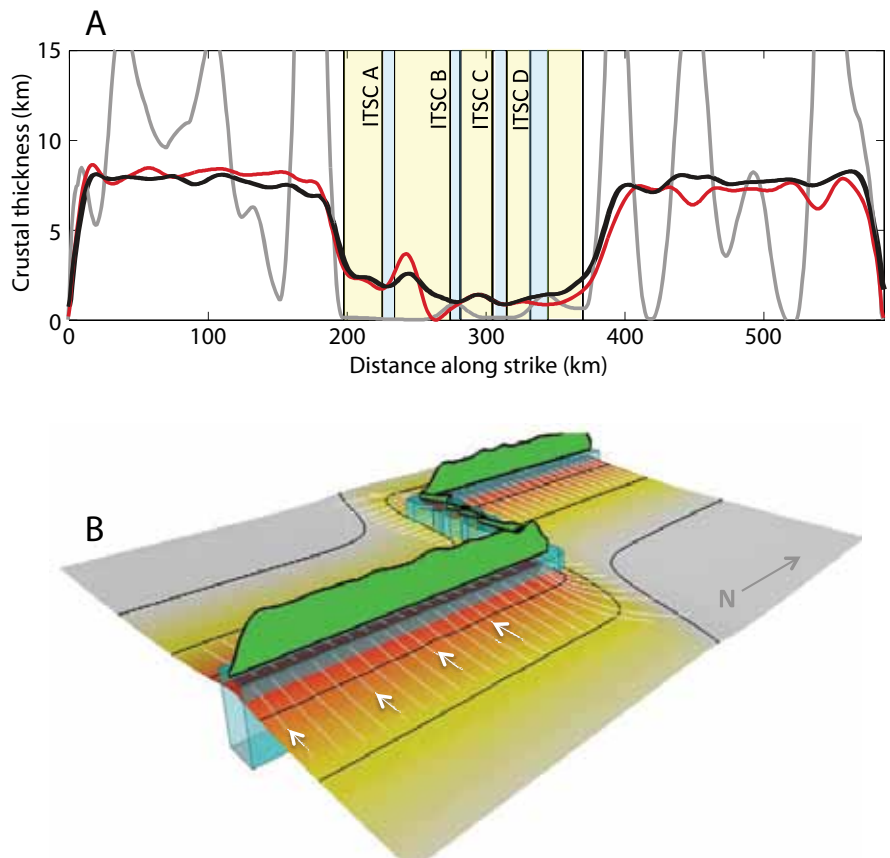 A
Crustal thickness (km)
15
10
5
0
ITSC A
ITSC B
ITSC C
ITSC D
0
100
200
300
400
500
Distance along strike (km)
B
N